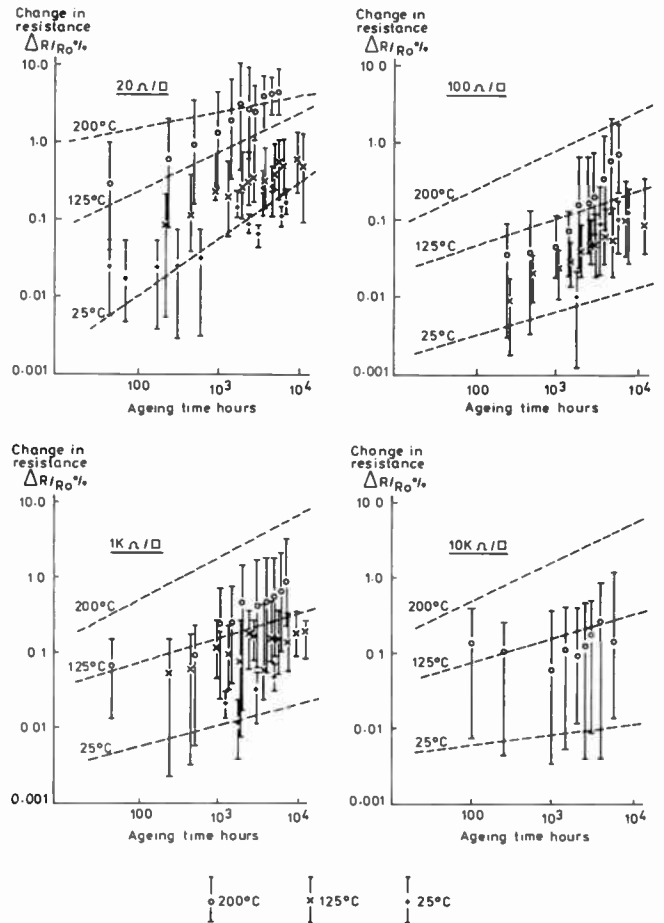 Change in
resistance
ΔR/Ro%
10.0
1.0
0.1
0.01
0.001
20Ω/□
200°C
125°C
25°C
100
10³
10⁴
Ageing time hours
Change in
resistance
ΔR/Ro%
10.0
1.0
0.1
0.01
0.001
100Ω/□
200°C
125°C
25°C
100
10³
10⁴
Ageing time hours
Change in
resistance
ΔR/Ro%
10.0
1.0
0.1
0.01
0.001
1KΩ/□
200°C
125°C
25°C
100
10³
10⁴
Ageing time hours
Change in
resistance
ΔR/Ro%
10.0
1.0
0.1
0.01
0.001
10KΩ/□
200°C
125°C
25°C
100
10³
10⁴
Ageing time hours
200°C 125°C 25°C